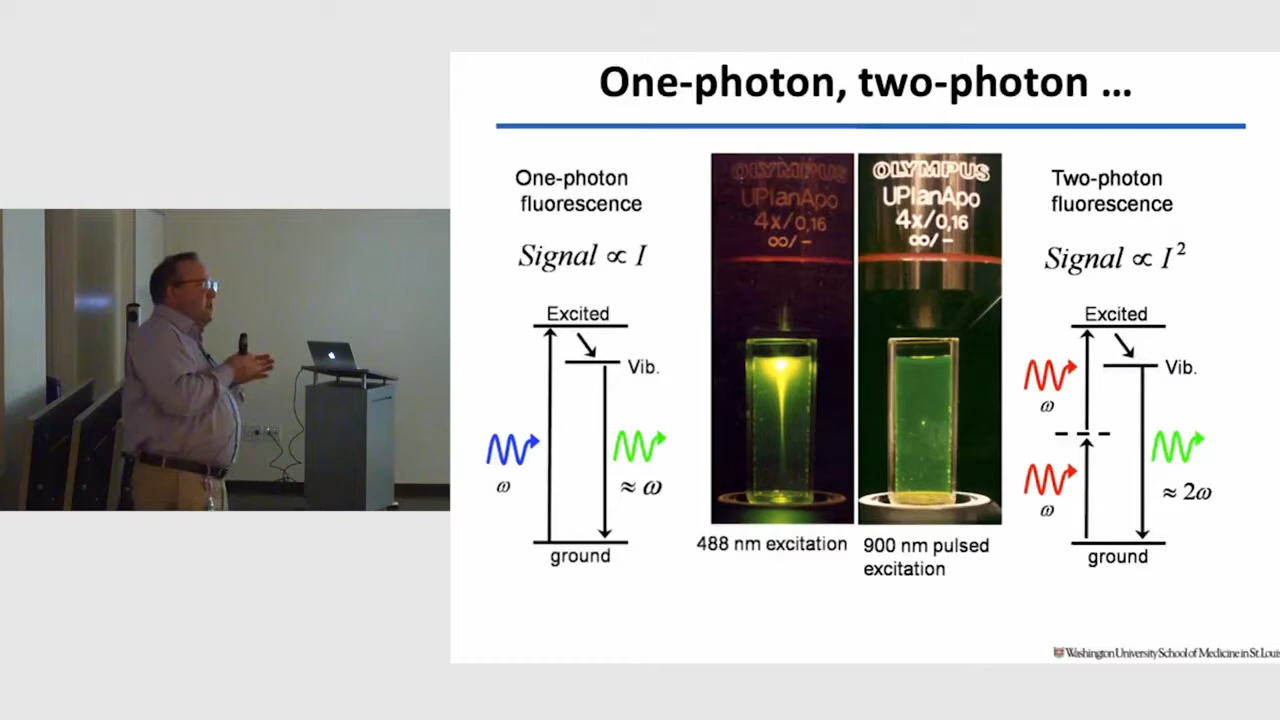 One-photon, two-photon ...
One-photon
fluorescence
Signal ∝ I
Excited
Vib.
ω
≈ ω
ground
OLYMPUS
UPlanApo
4x/0,16
∞/-
488 nm excitation
OLYMPUS
UPlanApo
4x/0,16
∞/-
900 nm pulsed
excitation
Two-photon
fluorescence
Signal ∝ I²
Excited
Vib.
ω
ω
≈ 2ω
ground
Washington University School of Medicine in St. Louis